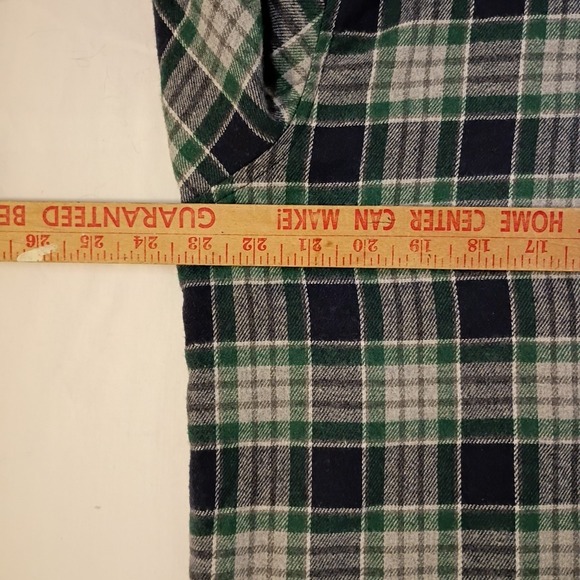 HOME CENTER CAN MAKE! GUARANTEED BE
17 18 19 20 21 22 23 24 25 26